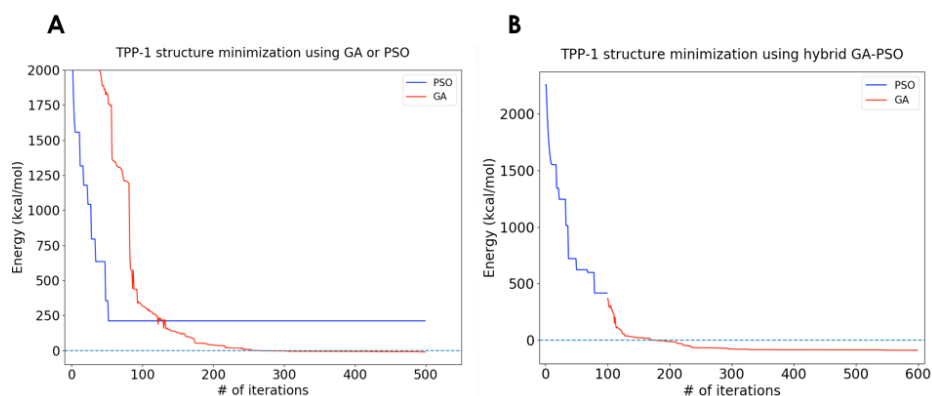 A
TPP-1 structure minimization using GA or PSO
2000
1750
1500
1250
1000
750
500
250
0
Energy (kcal/mol)
PSO
GA
0 100 200 300 400 500
# of iterations
B
TPP-1 structure minimization using hybrid GA-PSO
2000
1500
1000
500
0
Energy (kcal/mol)
PSO
GA
0 100 200 300 400 500 600
# of iterations